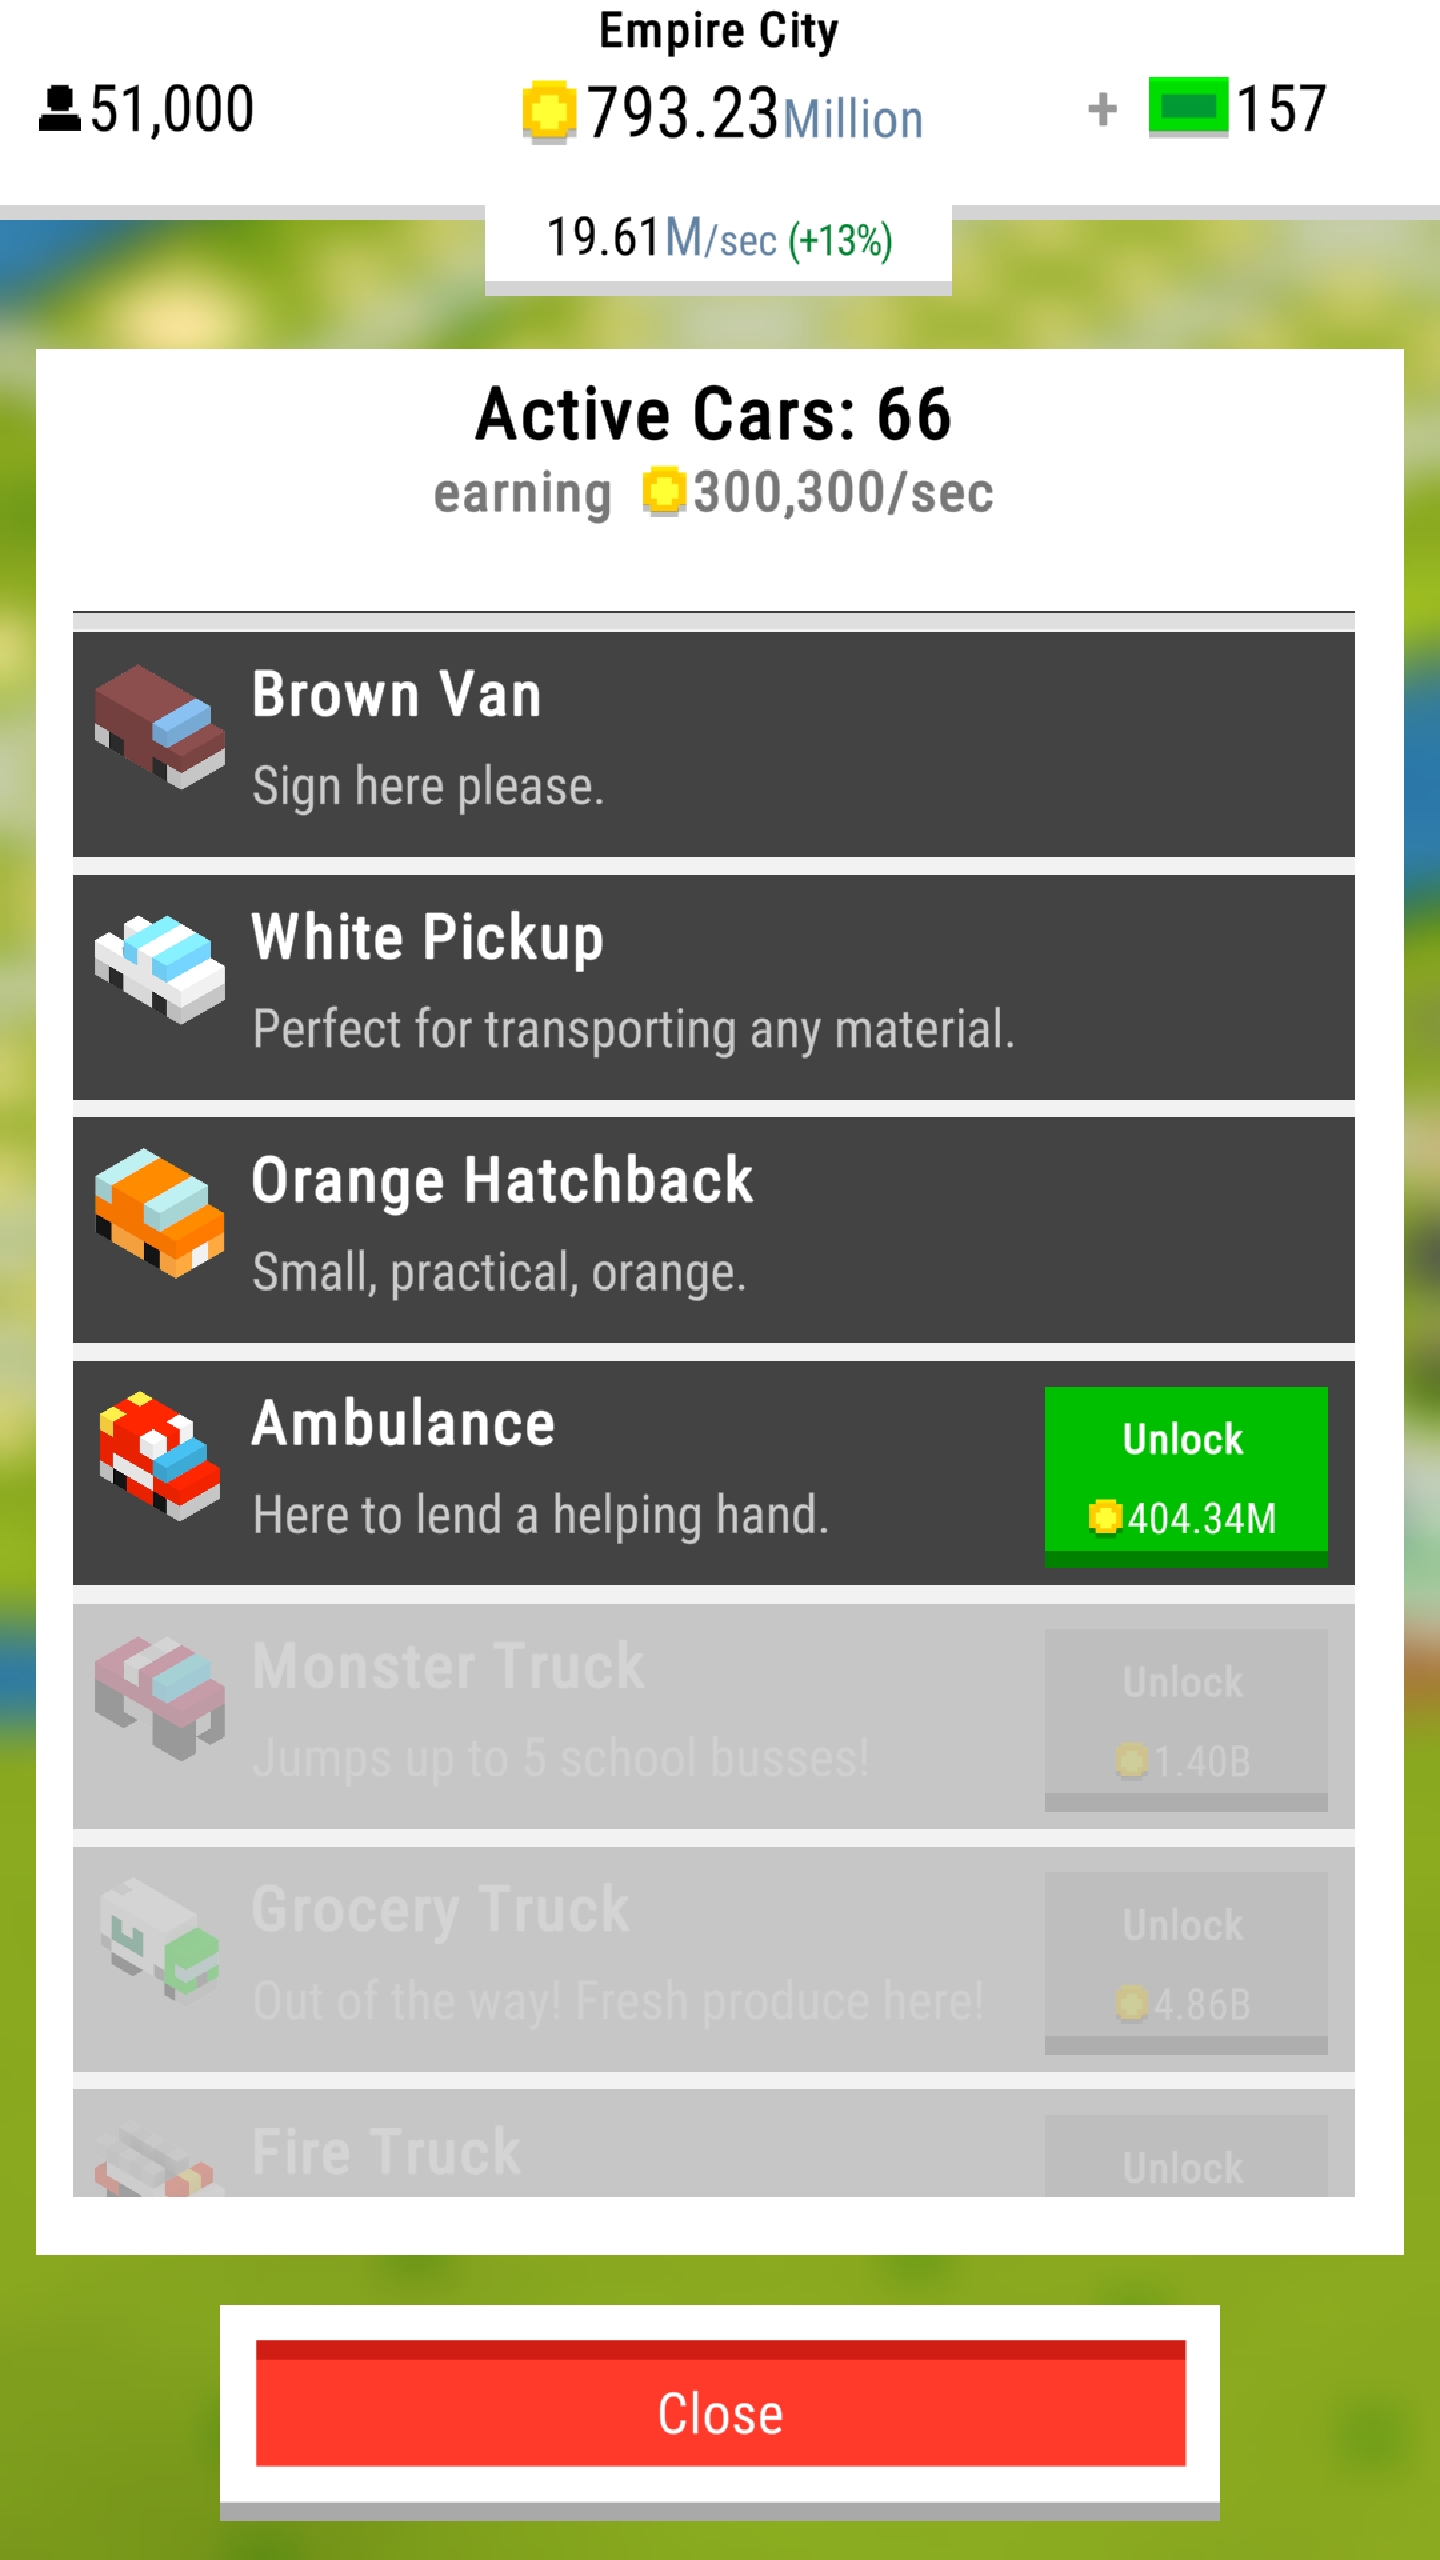 Empire City
51,000
793.23Million
+ 157
19.61M/sec (+13%)
Active Cars: 66
earning 300,300/sec
Brown Van
Sign here please.
White Pickup
Perfect for transporting any material.
Orange Hatchback
Small, practical, orange.
Ambulance
Here to lend a helping hand.
Unlock
404.34M
Monster Truck
Jumps up to 5 school busses!
Unlock
1.40B
Grocery Truck
Out of the way! Fresh produce here!
Unlock
4.86B
Fire Truck
Unlock
Close